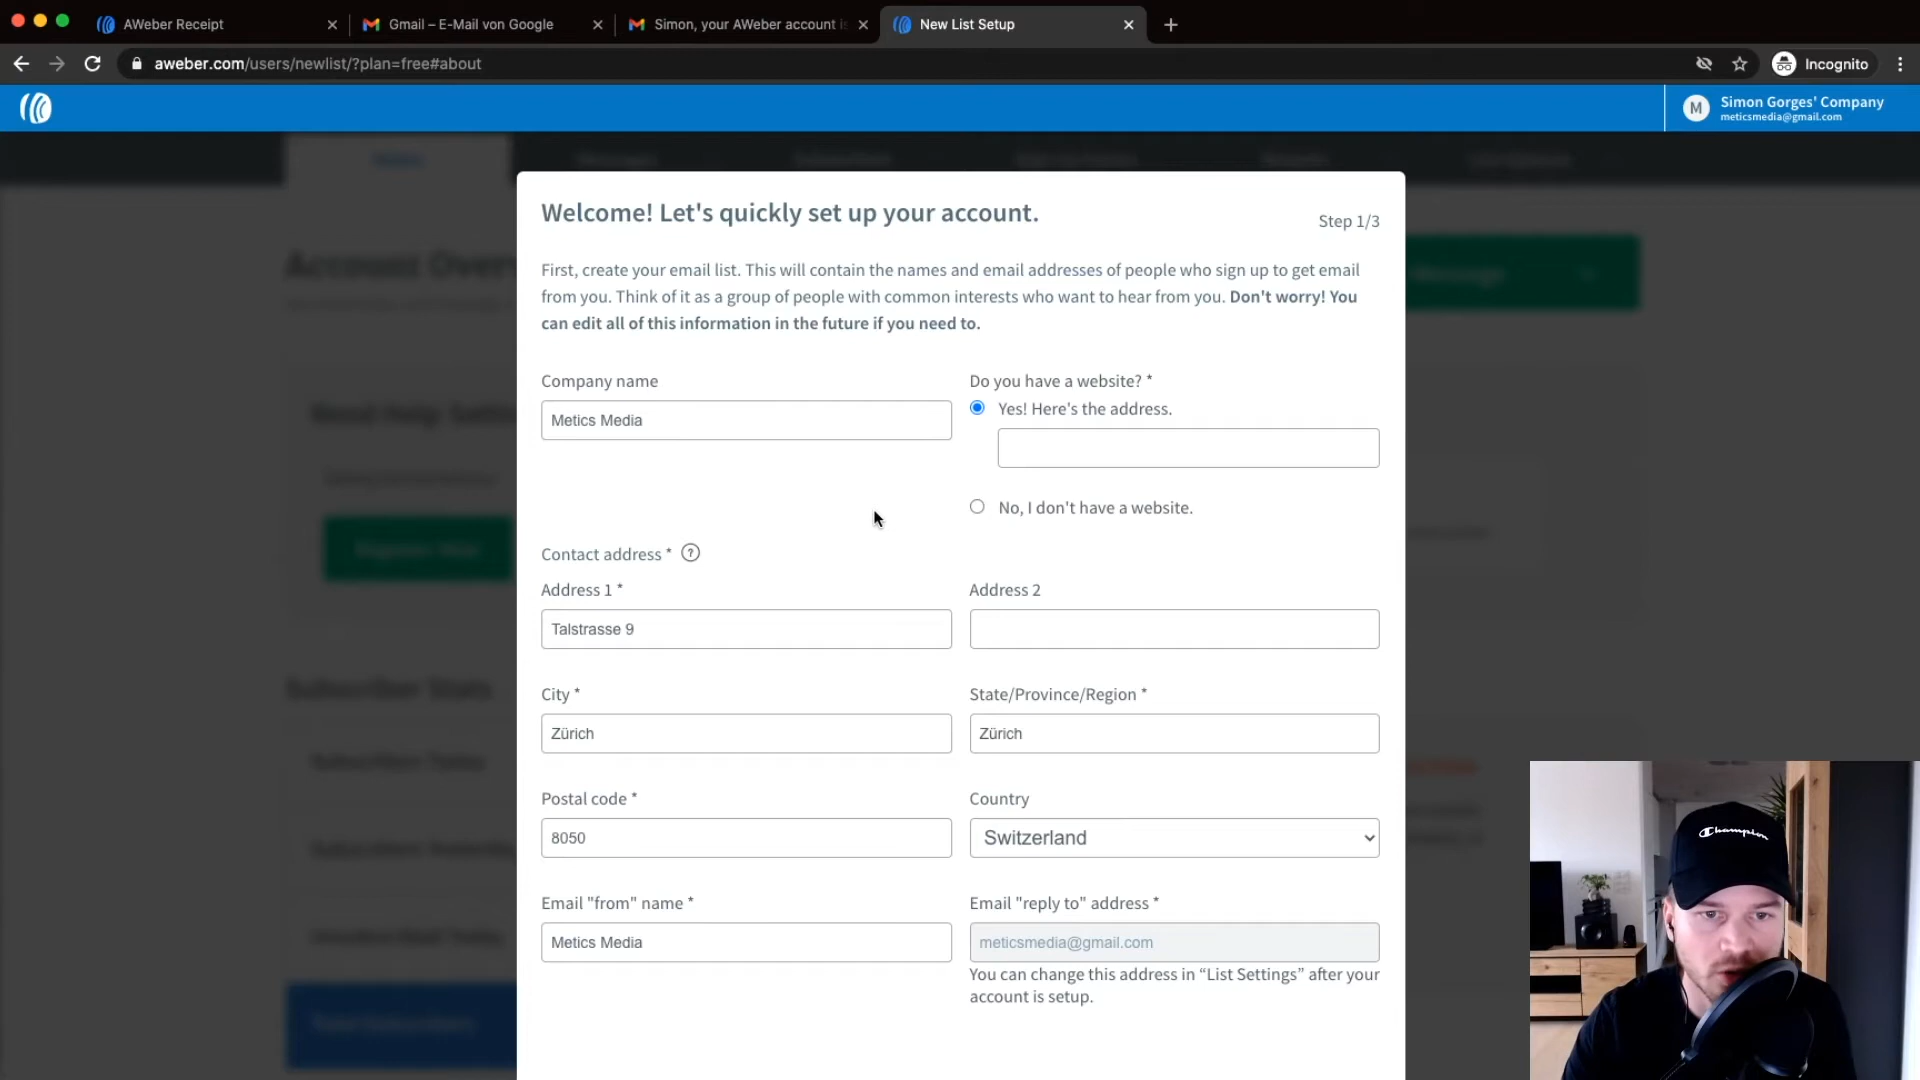 AWeber Receipt
Gmail – E-Mail von Google
Simon, your AWeber account is
New List Setup
aweber.com/users/newlist/?plan=free#about
Incognito
M
Simon Gorges' Company
meticsmedia@gmail.com
Welcome! Let's quickly set up your account.
Step 1/3
First, create your email list. This will contain the names and email addresses of people who sign up to get email
from you. Think of it as a group of people with common interests who want to hear from you. Don't worry! You
can edit all of this information in the future if you need to.
Company name
Metics Media
Do you have a website? *
Yes! Here's the address.
No, I don't have a website.
Contact address * ?
Address 1 *
Talstrasse 9
Address 2
City *
Zürich
State/Province/Region *
Zürich
Postal code *
8050
Country
Switzerland
Email "from" name *
Metics Media
Email "reply to" address *
meticsmedia@gmail.com
You can change this address in “List Settings” after your
account is setup.
Champion